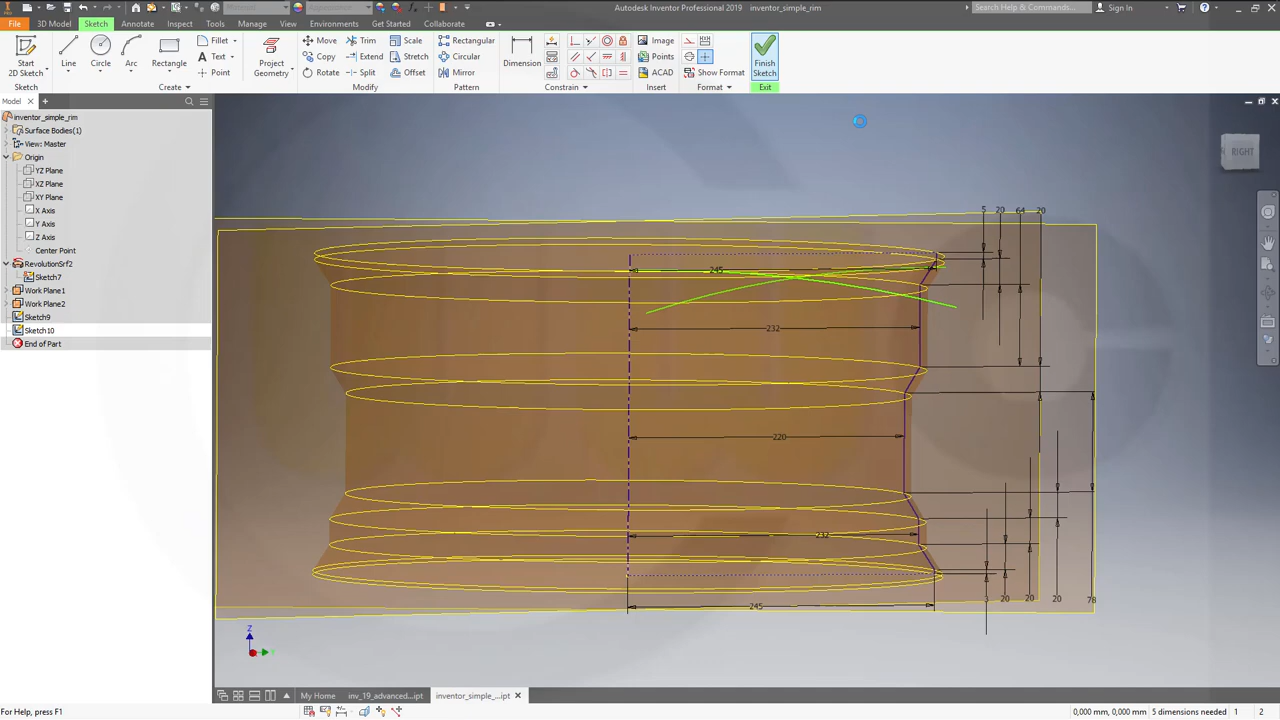 Autodesk Inventor Professional 2019 inventor_simple_rim
Search Help & Commands...
Sign In
File 3D Model Sketch Annotate Inspect Tools Manage View Environments Get Started Collaborate
Start
2D Sketch
Line
Circle
Arc
Rectangle
Fillet
Text
Point
Project
Geometry
Move Trim Scale
Copy Extend Stretch
Rotate Split Offset
Rectangular
Circular
Mirror
Dimension
Image
Points
ACAD
Show Format
Finish
Sketch
Sketch Create Modify Pattern Constrain Insert Format Exit
Model
inventor_simple_rim
Surface Bodies(1)
View: Master
Origin
YZ Plane
XZ Plane
XY Plane
X Axis
Y Axis
Z Axis
Center Point
RevolutionSrf2
Sketch7
Work Plane1
Work Plane2
Sketch9
Sketch10
End of Part
RIGHT
5 20 64 20
245
232
220
232
245
3 20 20 20 78
Z
My Home inv_19_advanced...ipt inventor_simple_...ipt
For Help, press F1
0,000 mm, 0,000 mm 5 dimensions needed 1 2